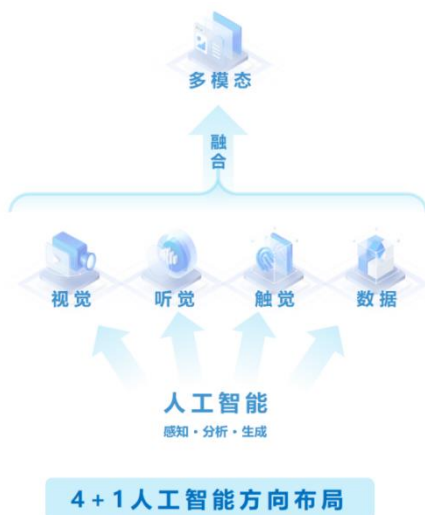 多模态
融合
视觉 听觉 触觉 数据
人工智能
感知·分析·生成
4+1人工智能方向布局